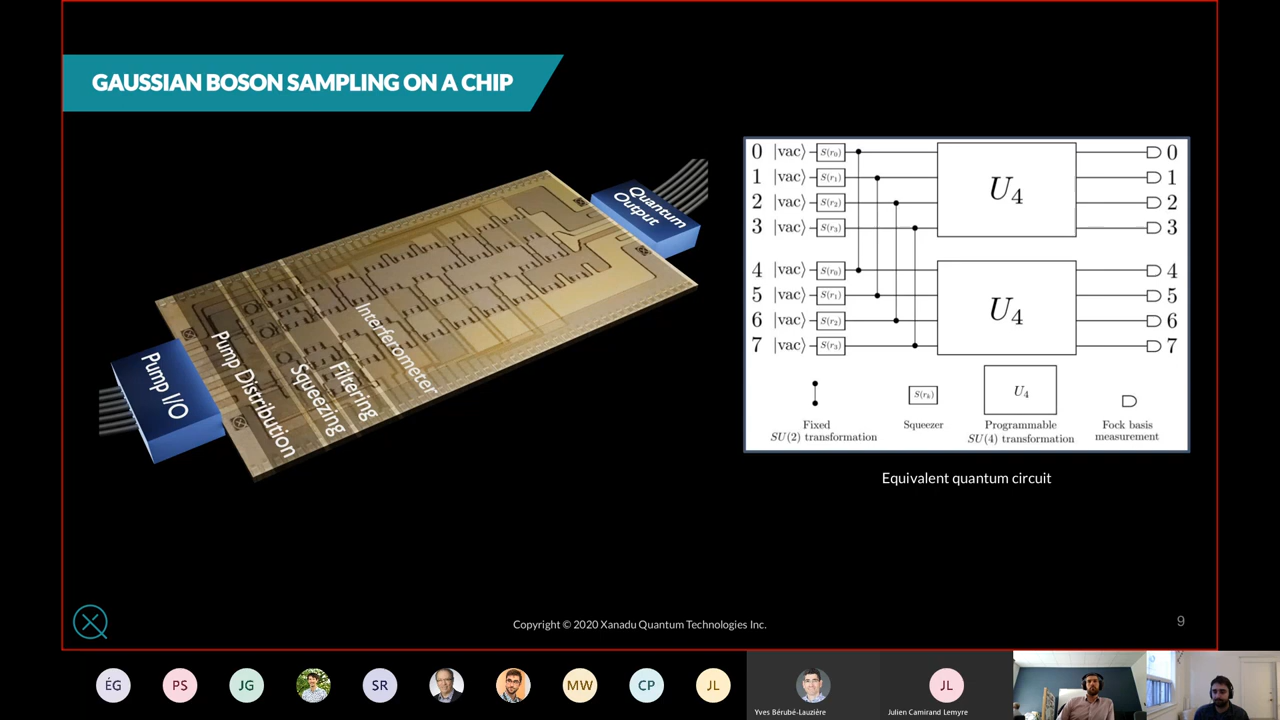 GAUSSIAN BOSON SAMPLING ON A CHIP
Pump I/O
Pump Distribution
Squeezing
Filtering
Interferometer
Quantum
Output
0 |vac⟩ S(r₀) 0
1 |vac⟩ S(r₁) 1
2 |vac⟩ S(r₂) 2
3 |vac⟩ S(r₃) 3
U₄
4 |vac⟩ S(r₀) 4
5 |vac⟩ S(r₁) 5
6 |vac⟩ S(r₂) 6
7 |vac⟩ S(r₃) 7
U₄
S(rₖ)
U₄
Fixed
SU(2) transformation
Squeezer
Programmable
SU(4) transformation
Fock basis
measurement
Equivalent quantum circuit
Copyright © 2020 Xanadu Quantum Technologies Inc.
9
ÉG PS JG SR MW CP JL JL
Yves Bérubé-Lauzière
Julien Camirand Lemyre